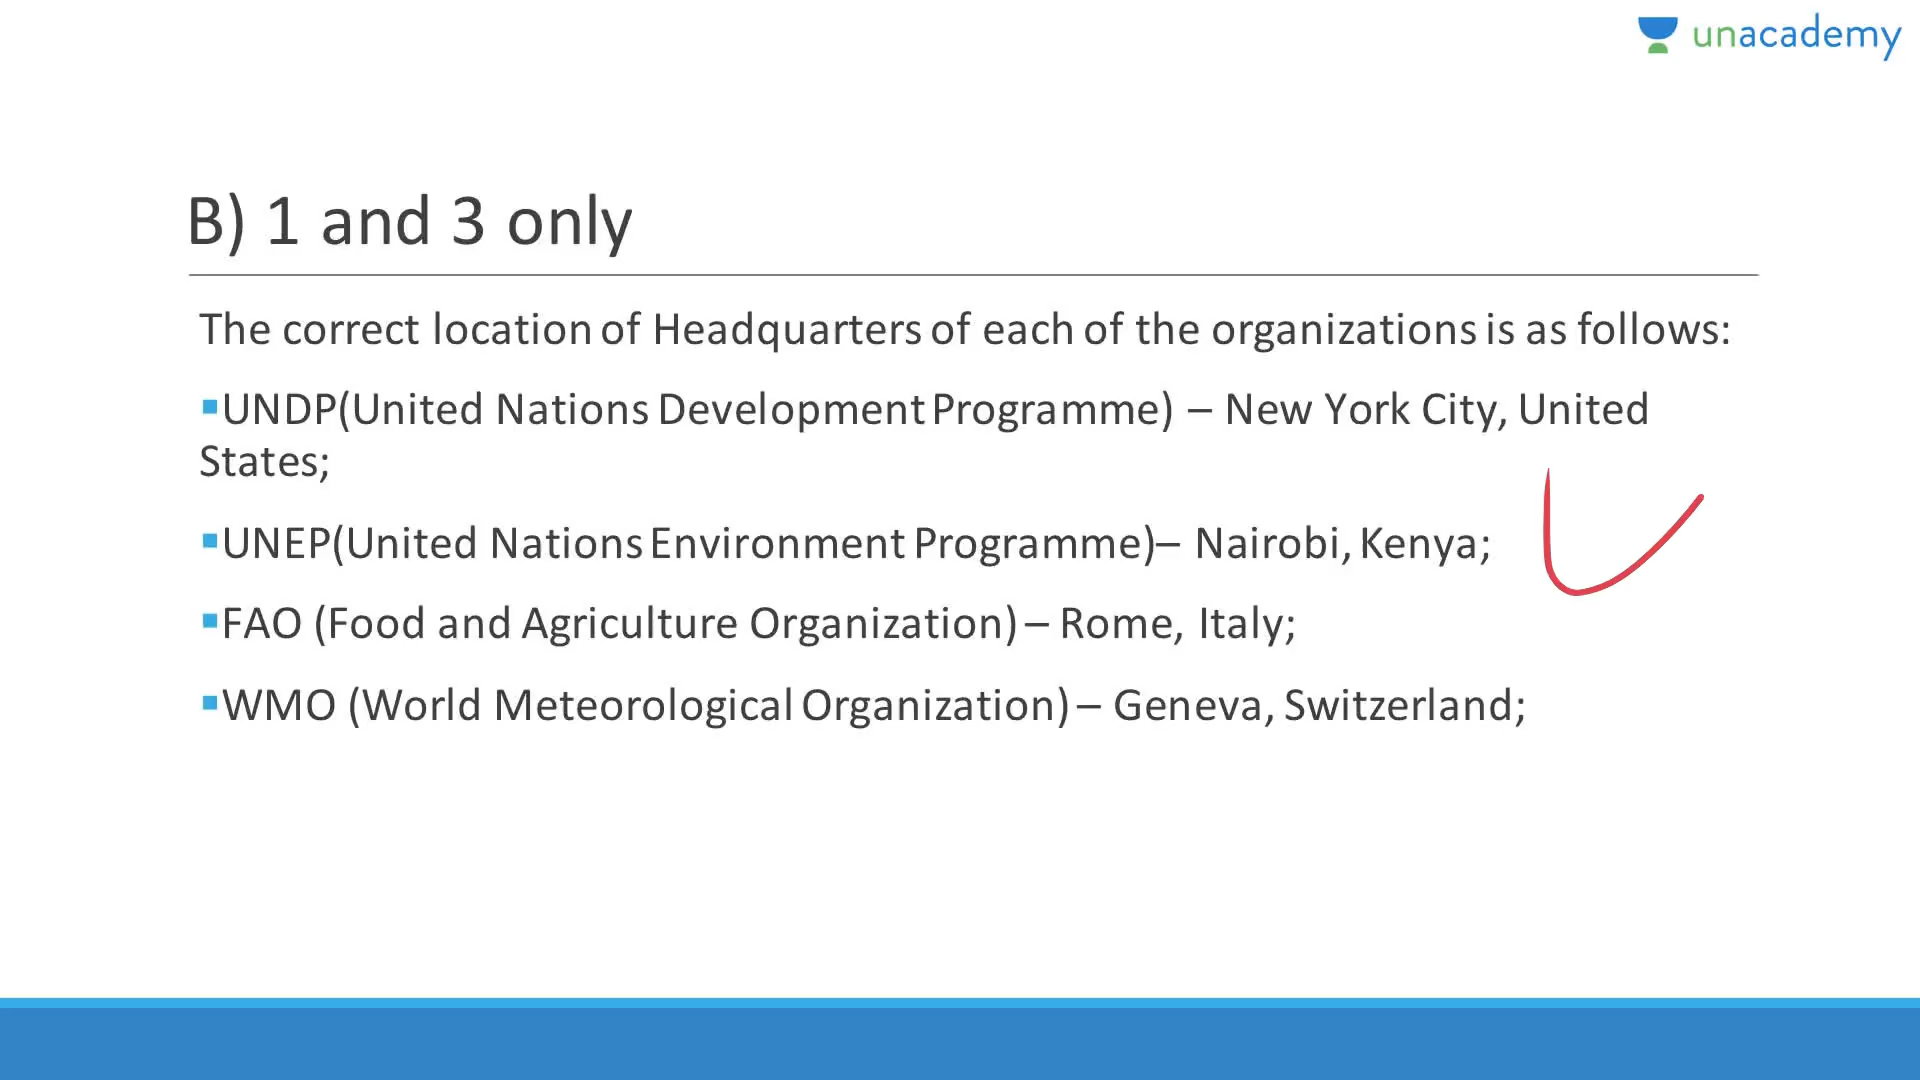 unacademy
B) 1 and 3 only
The correct location of Headquarters of each of the organizations is as follows:
▪UNDP(United Nations Development Programme) – New York City, United
States;
▪UNEP(United Nations Environment Programme)– Nairobi, Kenya;
▪FAO (Food and Agriculture Organization) – Rome, Italy;
▪WMO (World Meteorological Organization) – Geneva, Switzerland;